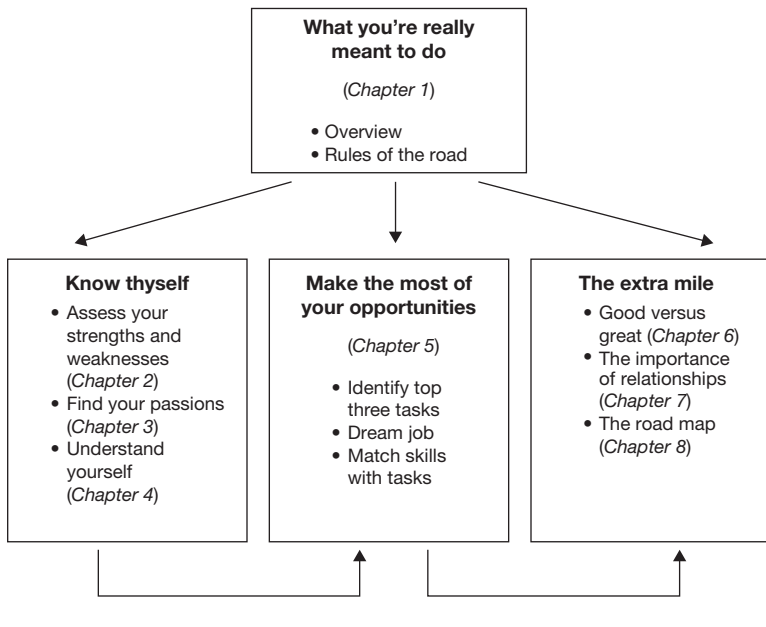 What you're really
meant to do
(Chapter 1)
• Overview
• Rules of the road
Know thyself
• Assess your
strengths and
weaknesses
(Chapter 2)
• Find your passions
(Chapter 3)
• Understand
yourself
(Chapter 4)
Make the most of
your opportunities
(Chapter 5)
• Identify top
three tasks
• Dream job
• Match skills
with tasks
The extra mile
• Good versus
great (Chapter 6)
• The importance
of relationships
(Chapter 7)
• The road map
(Chapter 8)